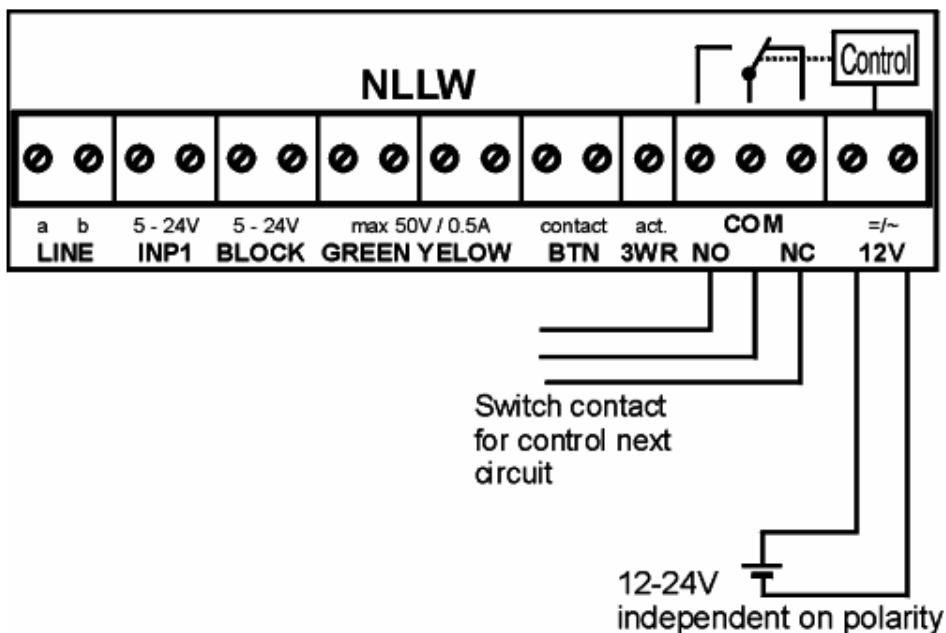 Control
NLLW
a b 5 - 24V 5 - 24V max 50V / 0.5A contact act. COM =/~
LINE INP1 BLOCK GREEN YELOW BTN 3WR NO NC 12V
Switch contact
for control next
circuit
12-24V
independent on polarity